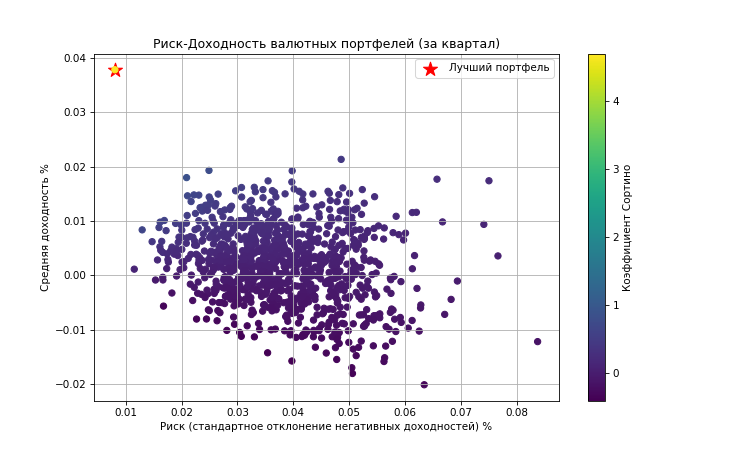 Риск-Доходность валютных портфелей (за квартал)
Лучший портфель
0.04
0.03
0.02
0.01
0.00
−0.01
−0.02
Средняя доходность %
0.01 0.02 0.03 0.04 0.05 0.06 0.07 0.08
Риск (стандартное отклонение негативных доходностей) %
4
3
2
1
0
Коэффициент Сортино